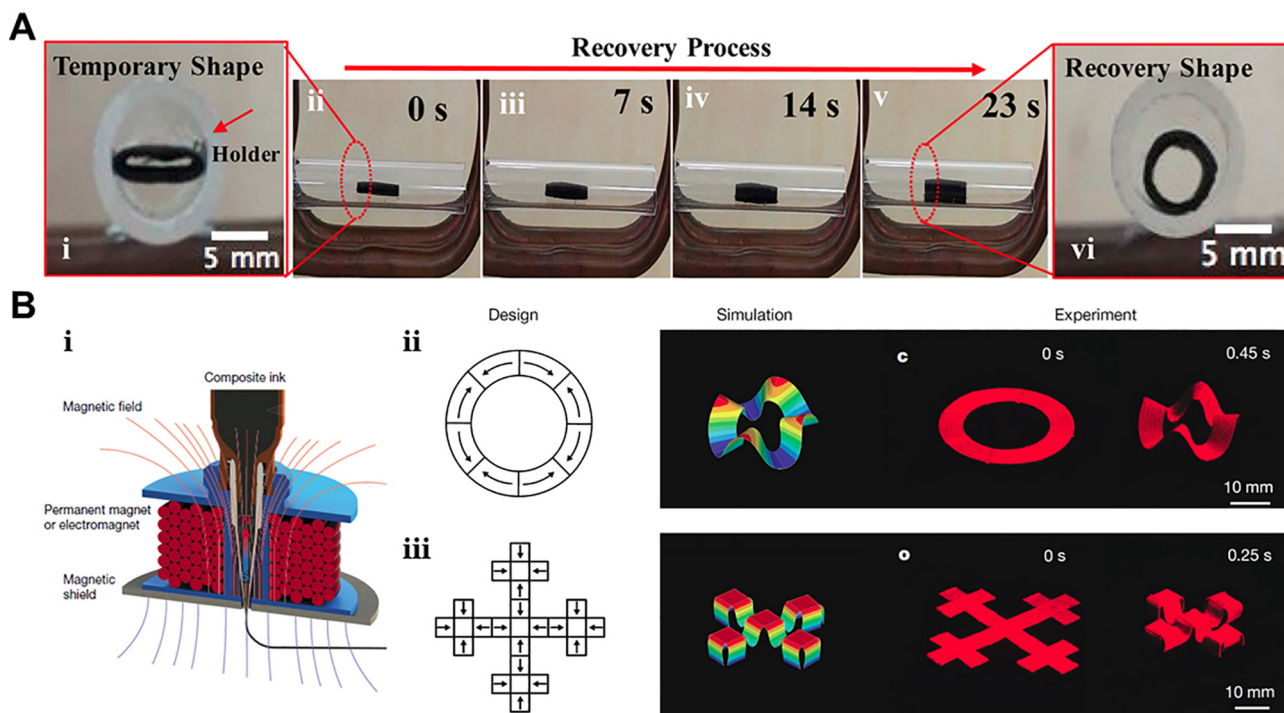 A
Recovery Process
Temporary Shape
Holder
i
5 mm
ii
0 s
iii
7 s
iv
14 s
v
23 s
Recovery Shape
vi
5 mm
B
Design
Simulation
Experiment
i
Composite ink
Magnetic field
Permanent magnet
or electromagnet
Magnetic
shield
ii
c
0 s
0.45 s
10 mm
iii
o
0 s
0.25 s
10 mm